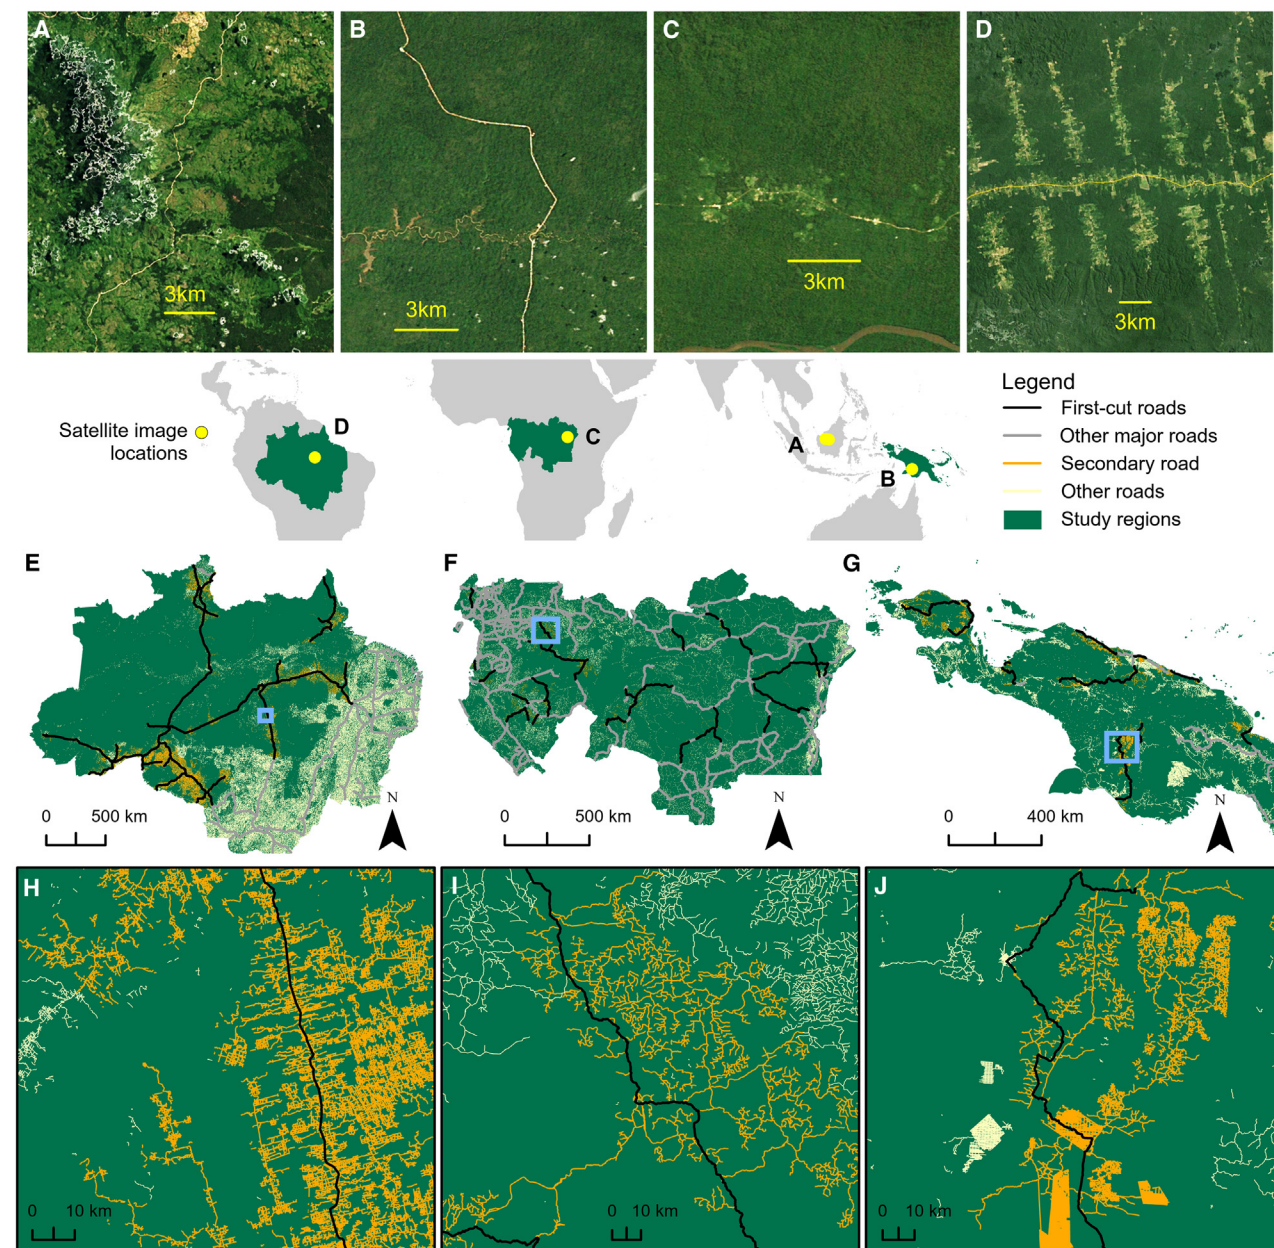 A
B
C
D
3km
3km
3km
3km
Satellite image
locations
D
C
A
B
Legend
First-cut roads
Other major roads
Secondary road
Other roads
Study regions
E
F
G
0 500 km
N
0 500 km
N
0 400 km
N
H
I
J
0 10 km
0 10 km
0 10 km